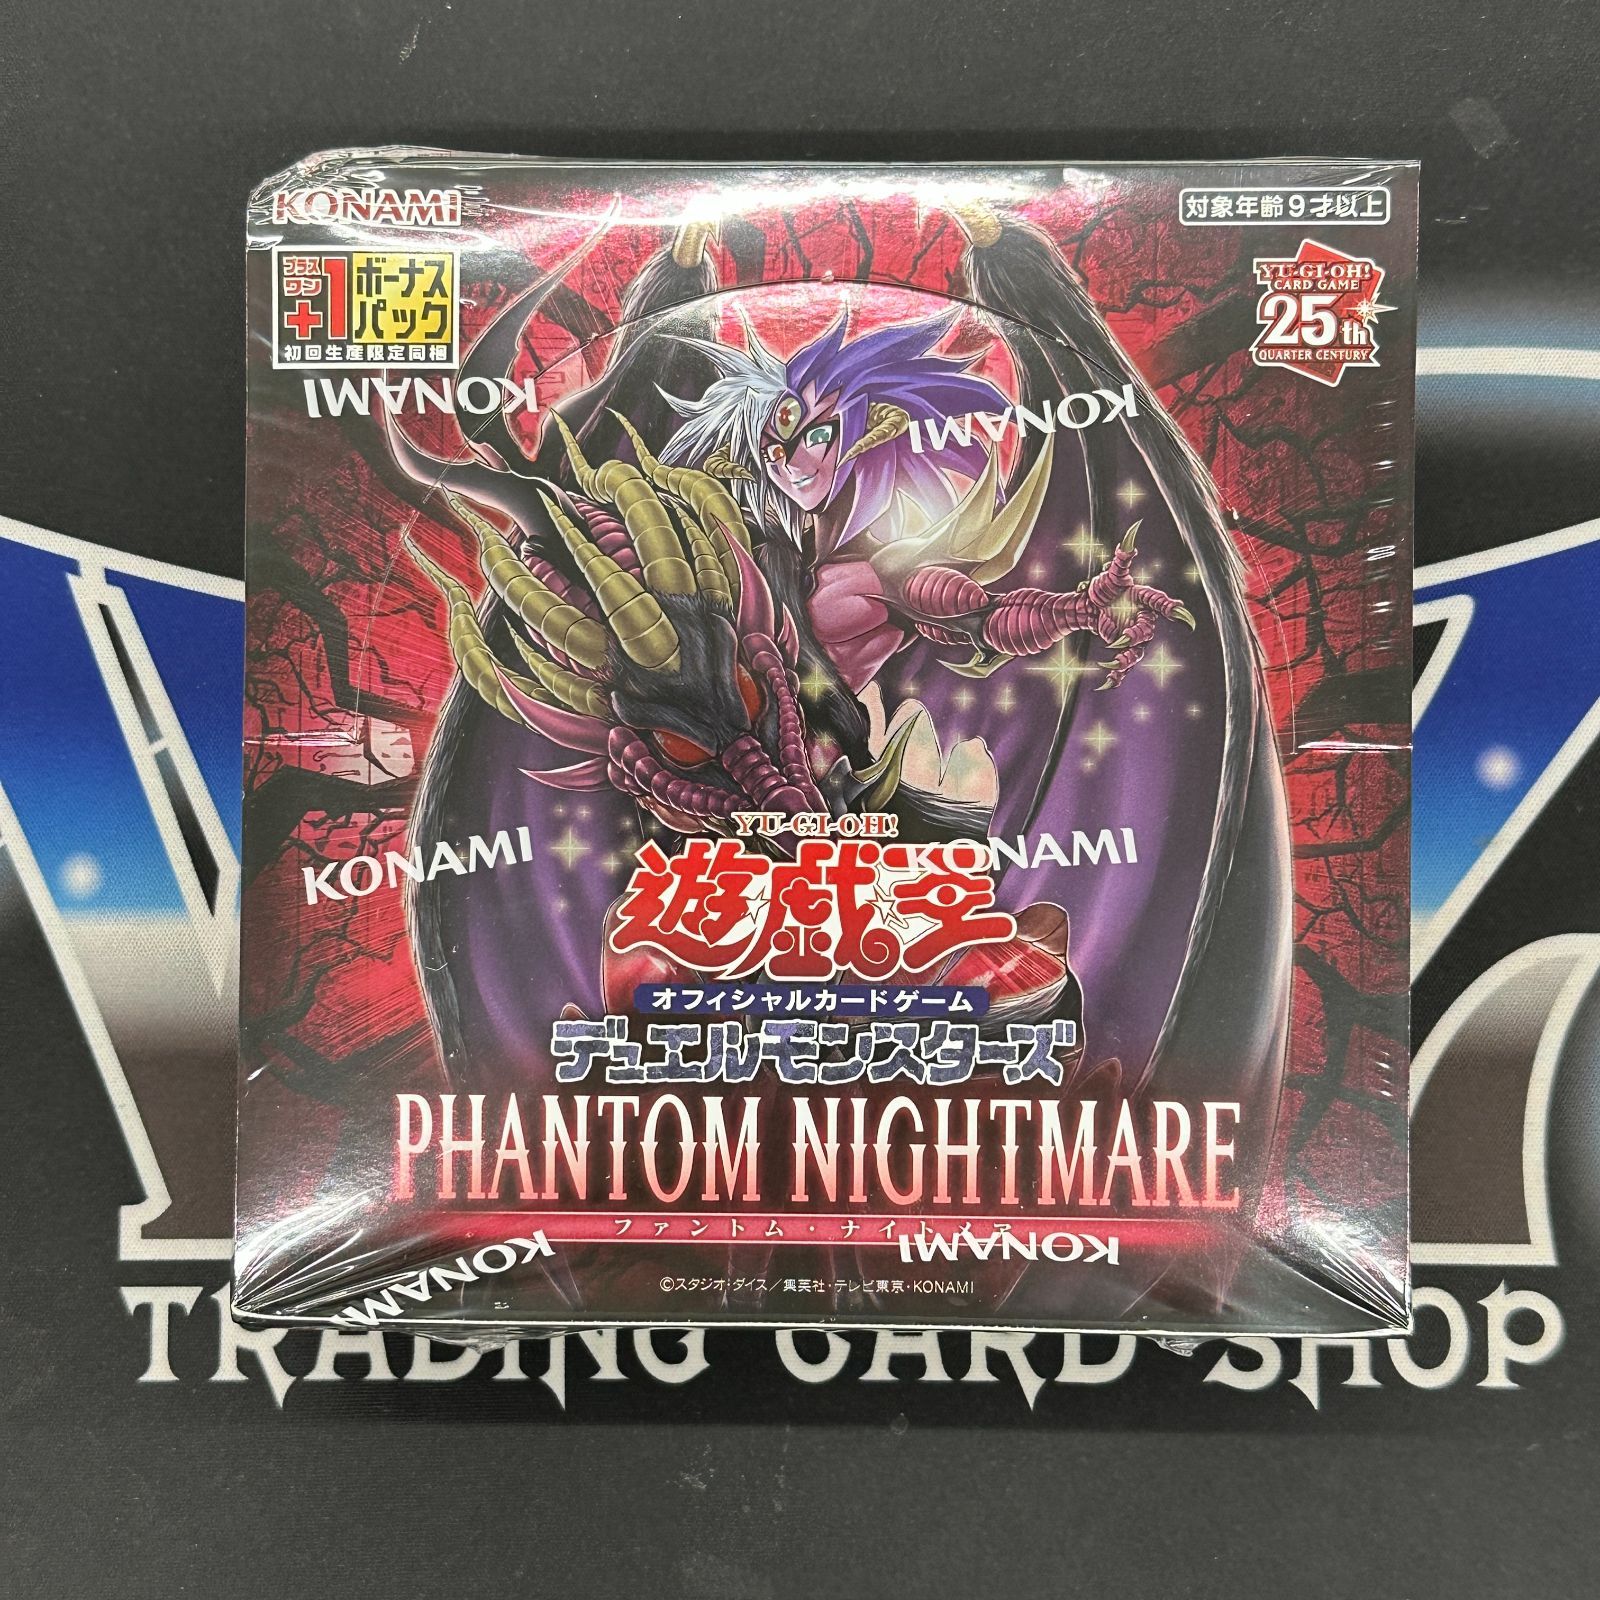 KONAMI
対象年齢9才以上
プラスワン
+1
ボーナスパック
初回生産限定同梱
YU-GI-OH!
CARD GAME
25th
QUARTER CENTURY
KONAMI
KONAMI
KONAMI
KONAMI
YU-GI-OH!
遊☆戯☆王
オフィシャルカードゲーム
デュエルモンスターズ
PHANTOM NIGHTMARE
ファントム・ナイトメア
KONAMI
KONAMI
KONAMI
©スタジオ・ダイス／集英社・テレビ東京・KONAMI
TRADING CARD SHOP